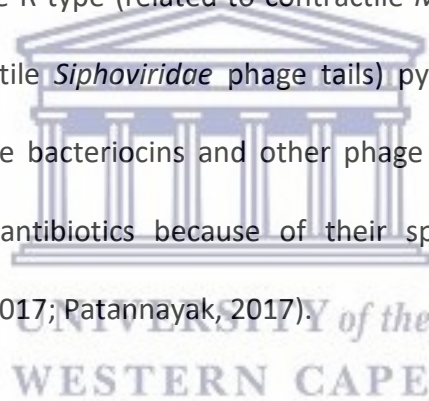 e R-type (related to contractile M
tile Siphoviridae phage tails) py
e bacteriocins and other phage
antibiotics because of their sp
017; Patannayak, 2017).
UNIVERSITY of the
WESTERN CAPE